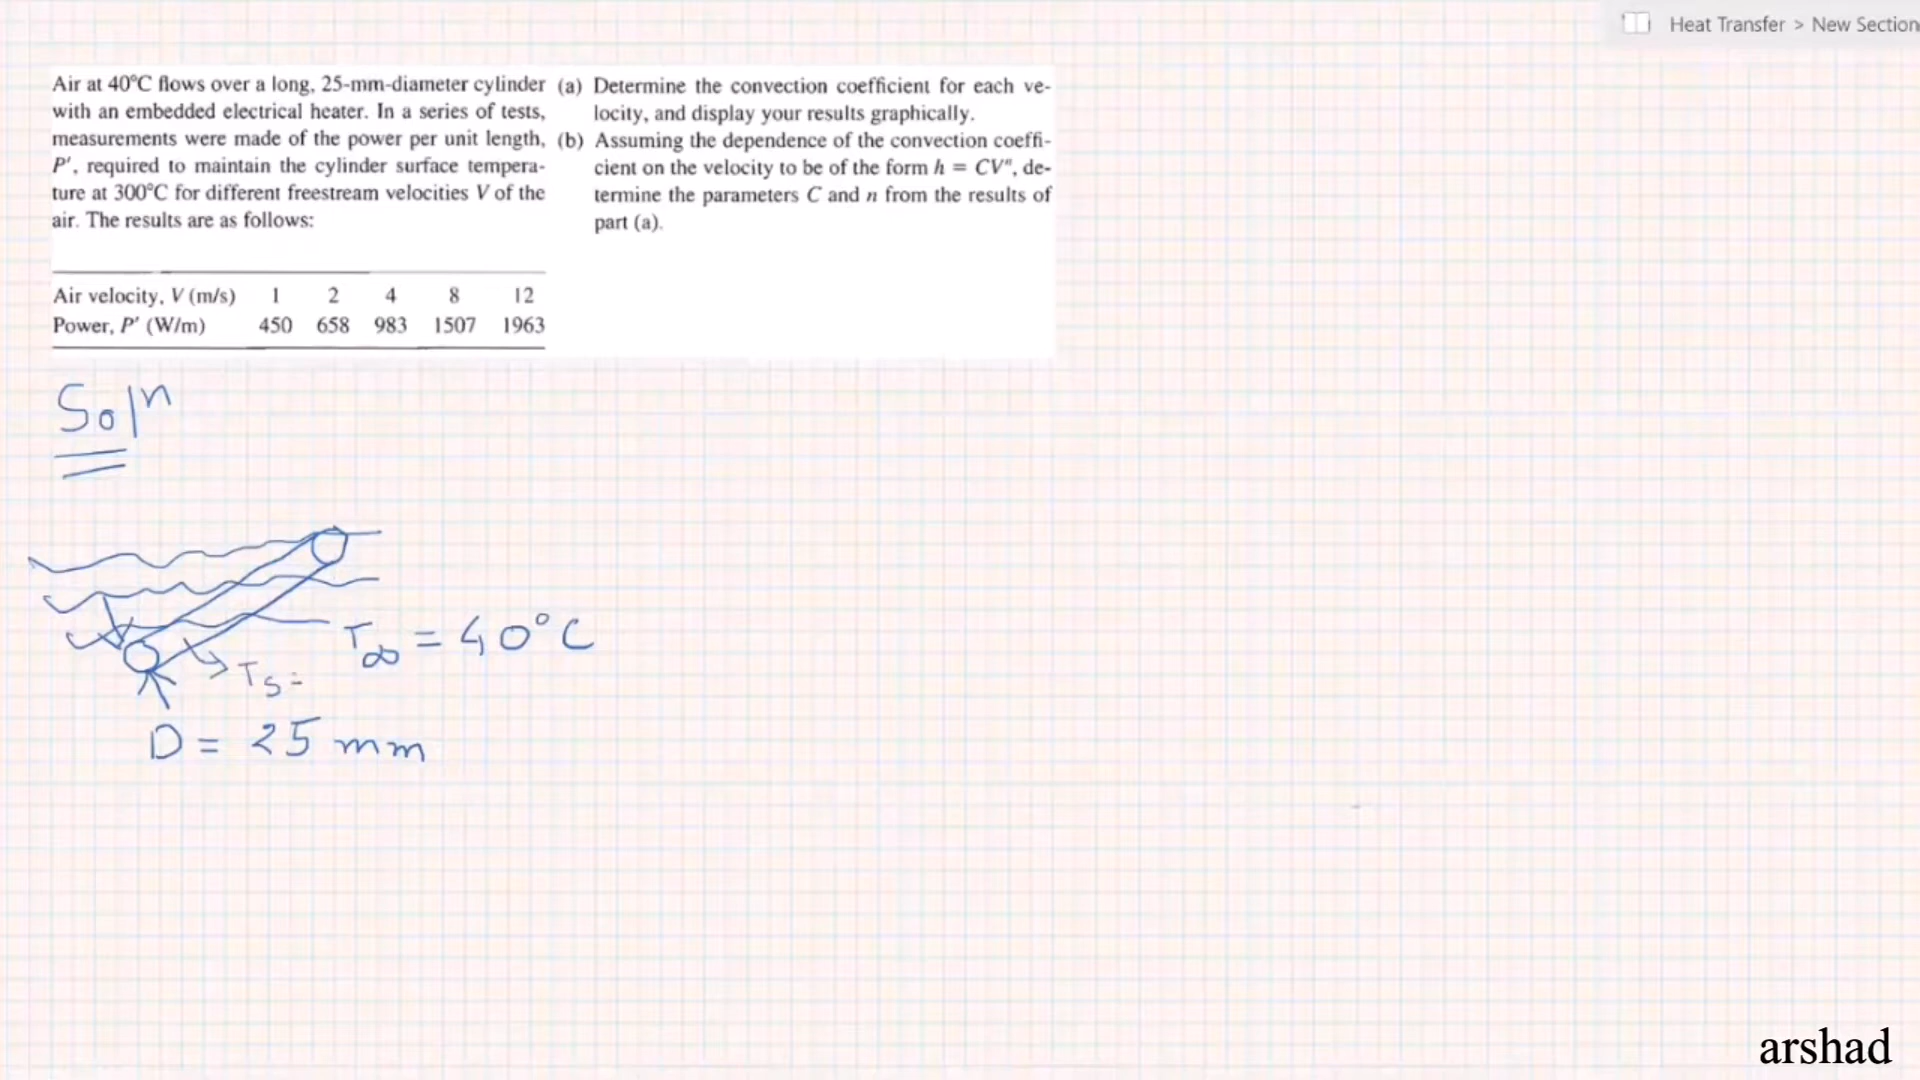 Heat Transfer > New Section
Air at 40°C flows over a long, 25-mm-diameter cylinder
with an embedded electrical heater. In a series of tests,
measurements were made of the power per unit length,
P′, required to maintain the cylinder surface tempera-
ture at 300°C for different freestream velocities V of the
air. The results are as follows:
Air velocity, V (m/s) 1 2 4 8 12
Power, P′ (W/m) 450 658 983 1507 1963
(a) Determine the convection coefficient for each ve-
locity, and display your results graphically.
(b) Assuming the dependence of the convection coeffi-
cient on the velocity to be of the form h = CVⁿ, de-
termine the parameters C and n from the results of
part (a).
Solⁿ
T∞ = 40°C
Ts =
D = 25 mm
arshad